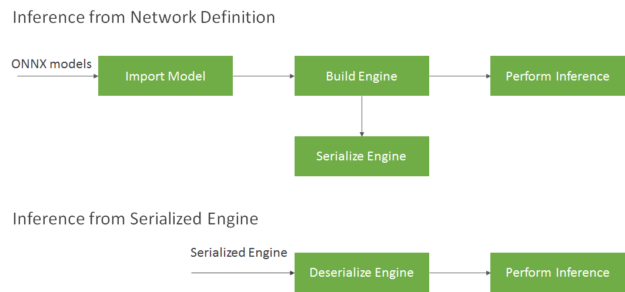 Inference from Network Definition
ONNX models
Import Model
Build Engine
Perform Inference
Serialize Engine
Inference from Serialized Engine
Serialized Engine
Deserialize Engine
Perform Inference